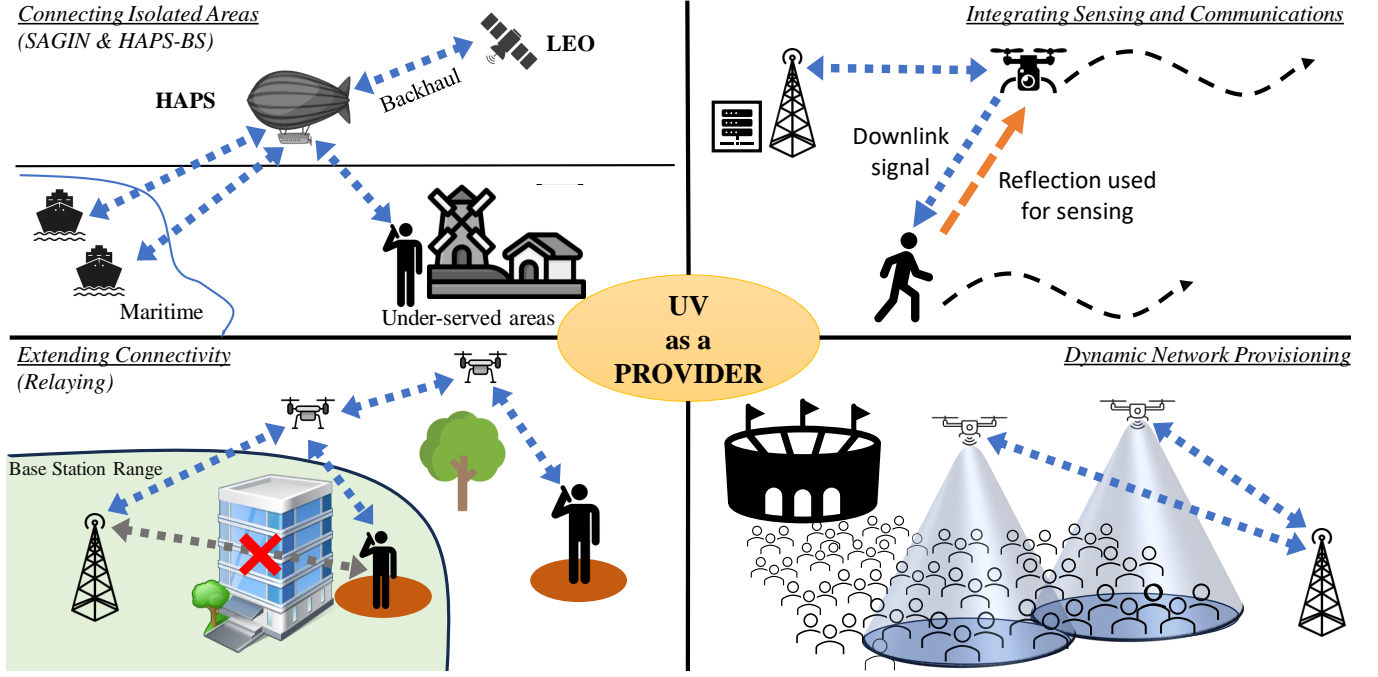 Connecting Isolated Areas
(SAGIN & HAPS-BS)
LEO
HAPS
Backhaul
Maritime
Under-served areas
Integrating Sensing and Communications
Downlink
signal
Reflection used
for sensing
UV
as a
PROVIDER
Extending Connectivity
(Relaying)
Base Station Range
Dynamic Network Provisioning